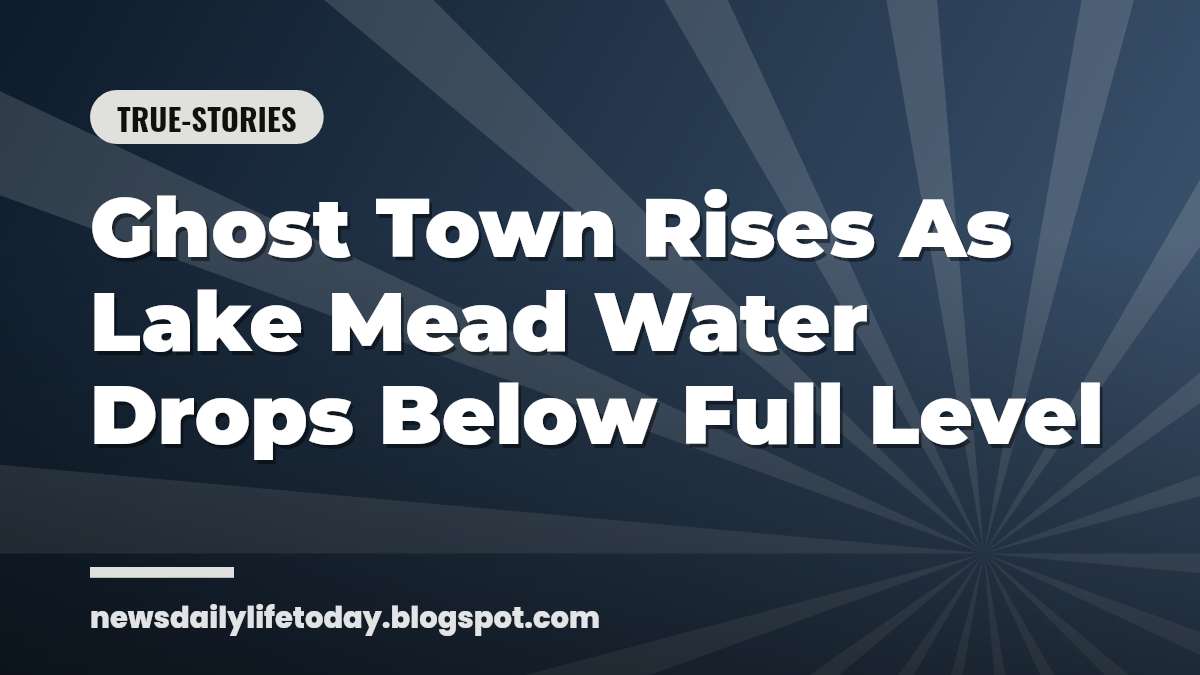 TRUE-STORIES
Ghost Town Rises As
Lake Mead Water
Drops Below Full Level
newsdailylifetoday.blogspot.com